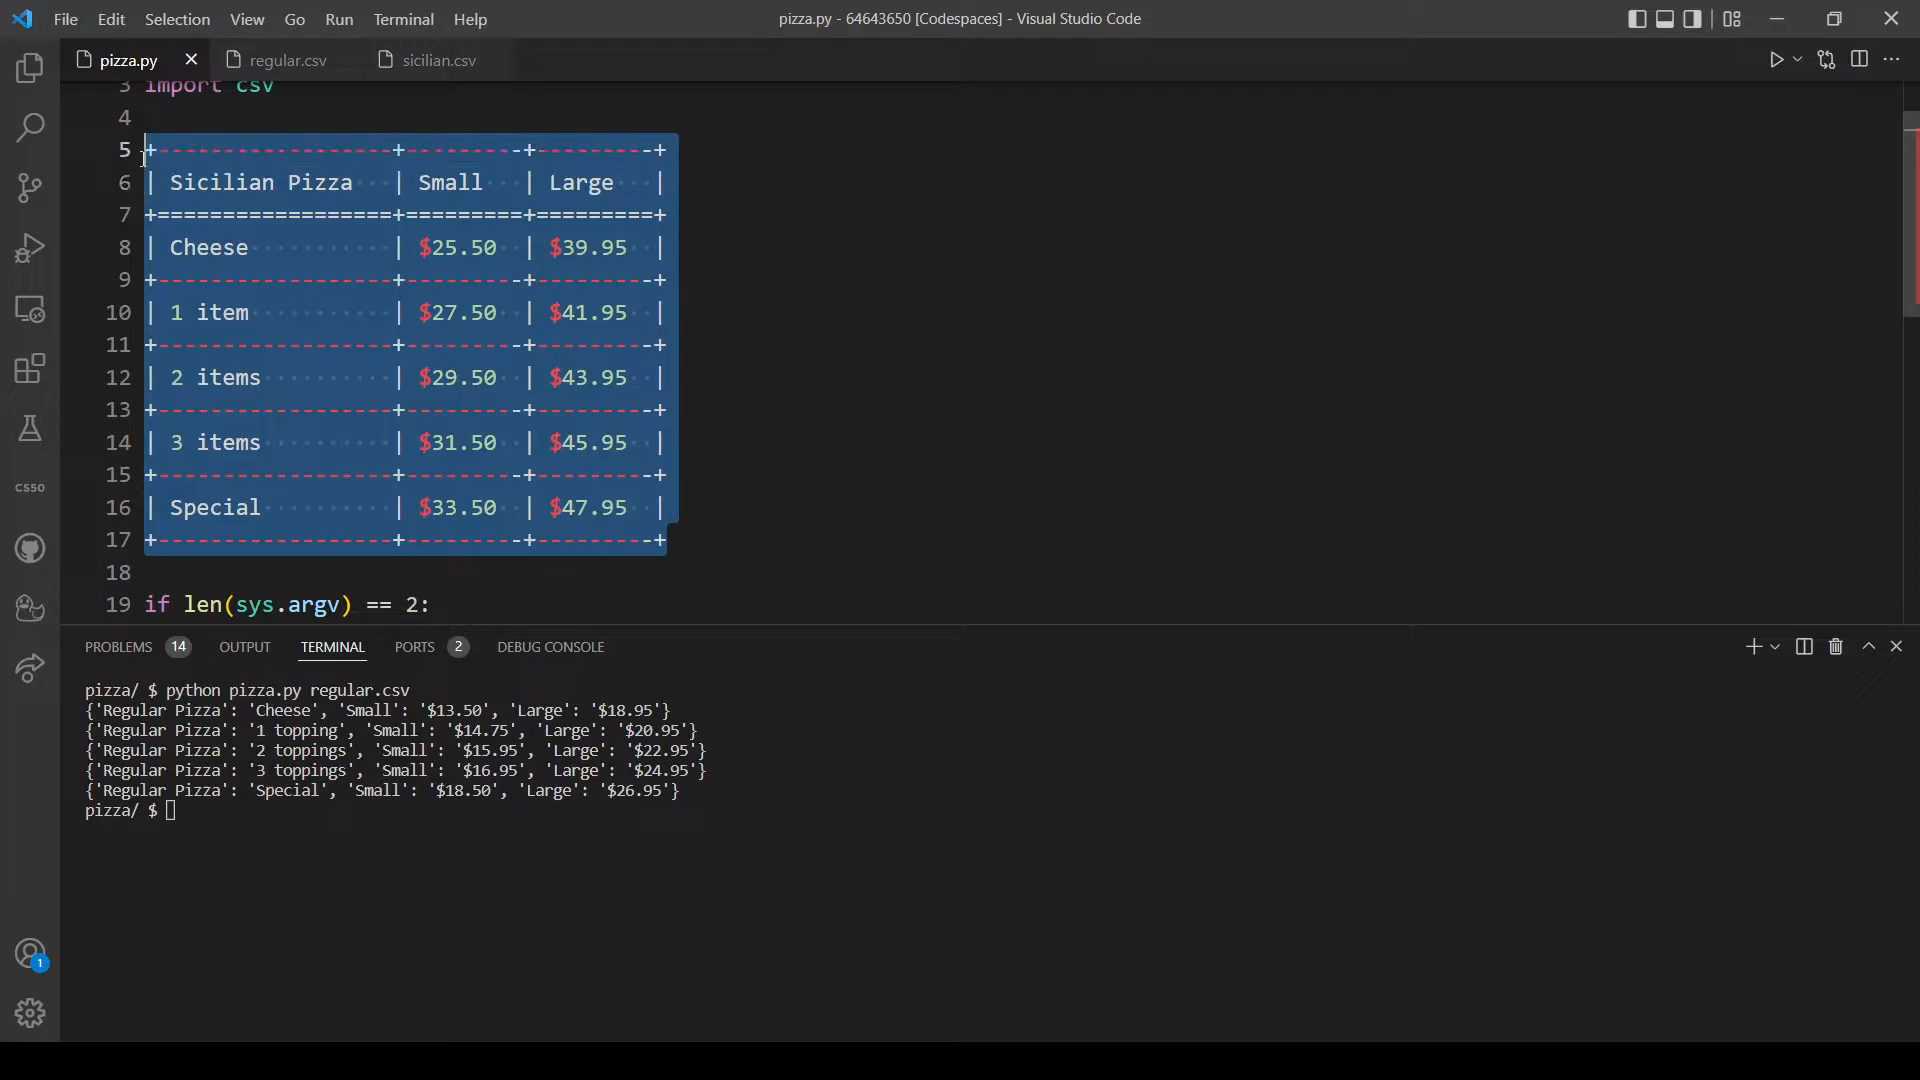 File Edit Selection View Go Run Terminal Help pizza.py - 64643650 [Codespaces] - Visual Studio Code
pizza.py regular.csv sicilian.csv
3 import csv
4
5 +------------------+---------+---------+
6 | Sicilian Pizza   | Small   | Large   |
7 +==================+=========+=========+
8 | Cheese           | $25.50  | $39.95  |
9 +------------------+---------+---------+
10 | 1 item           | $27.50  | $41.95  |
11 +------------------+---------+---------+
12 | 2 items          | $29.50  | $43.95  |
13 +------------------+---------+---------+
14 | 3 items          | $31.50  | $45.95  |
15 +------------------+---------+---------+
16 | Special          | $33.50  | $47.95  |
17 +------------------+---------+---------+
18
19 if len(sys.argv) == 2:
CS50
PROBLEMS 14 OUTPUT TERMINAL PORTS 2 DEBUG CONSOLE
pizza/ $ python pizza.py regular.csv
{'Regular Pizza': 'Cheese', 'Small': '$13.50', 'Large': '$18.95'}
{'Regular Pizza': '1 topping', 'Small': '$14.75', 'Large': '$20.95'}
{'Regular Pizza': '2 toppings', 'Small': '$15.95', 'Large': '$22.95'}
{'Regular Pizza': '3 toppings', 'Small': '$16.95', 'Large': '$24.95'}
{'Regular Pizza': 'Special', 'Small': '$18.50', 'Large': '$26.95'}
pizza/ $
1